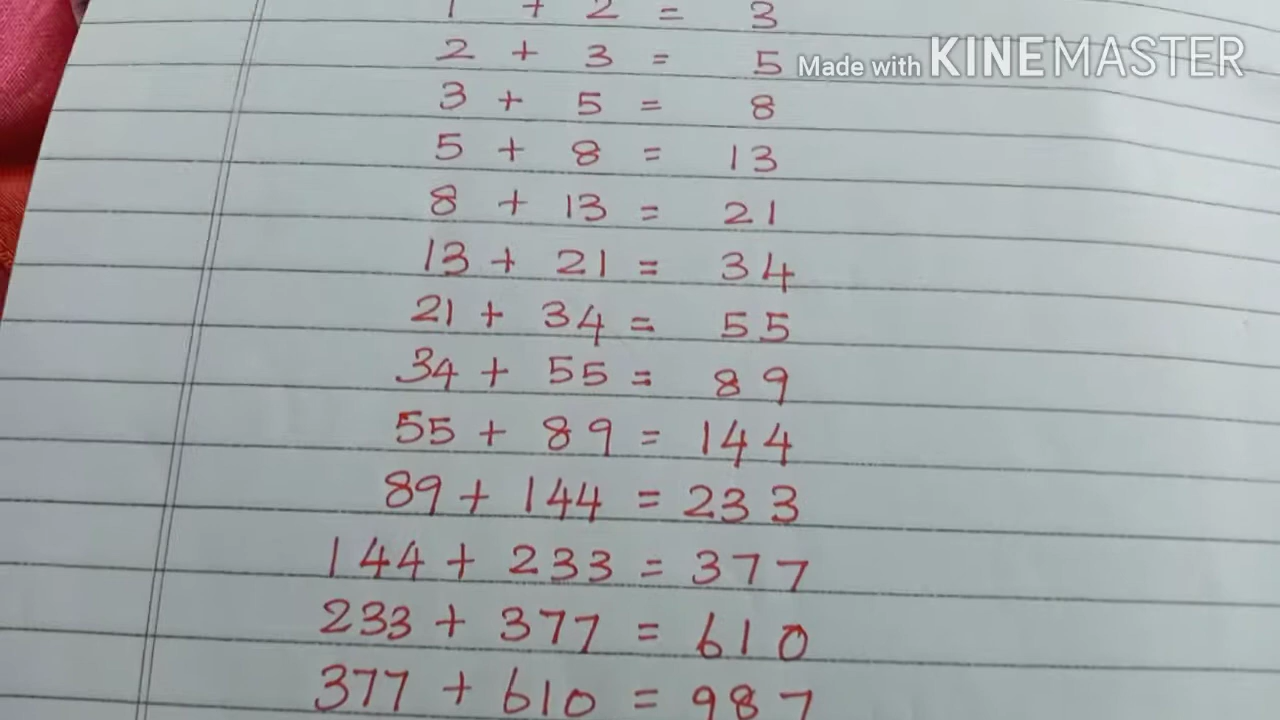 1 + 2 = 3
2 + 3 = 5
Made with KINEMASTER
3 + 5 = 8
5 + 8 = 13
8 + 13 = 21
13 + 21 = 34
21 + 34 = 55
34 + 55 = 89
55 + 89 = 144
89 + 144 = 233
144 + 233 = 377
233 + 377 = 610
377 + 610 = 987